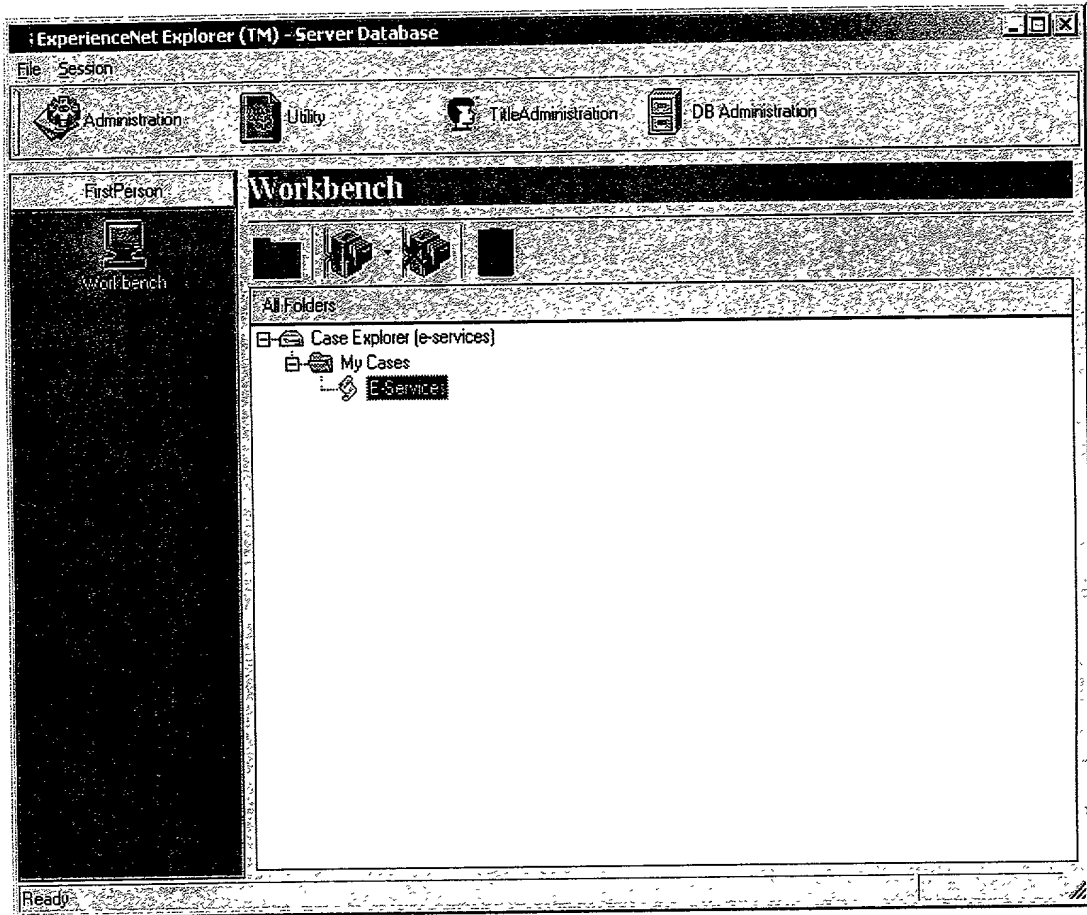 ExperienceNet Explorer (TM) - Server Database
File Session
Administration Utility TitleAdministration DB Administration
FirstPerson
Workbench
Workbench
All Folders
Case Explorer (e-services)
My Cases
E-Services
Ready